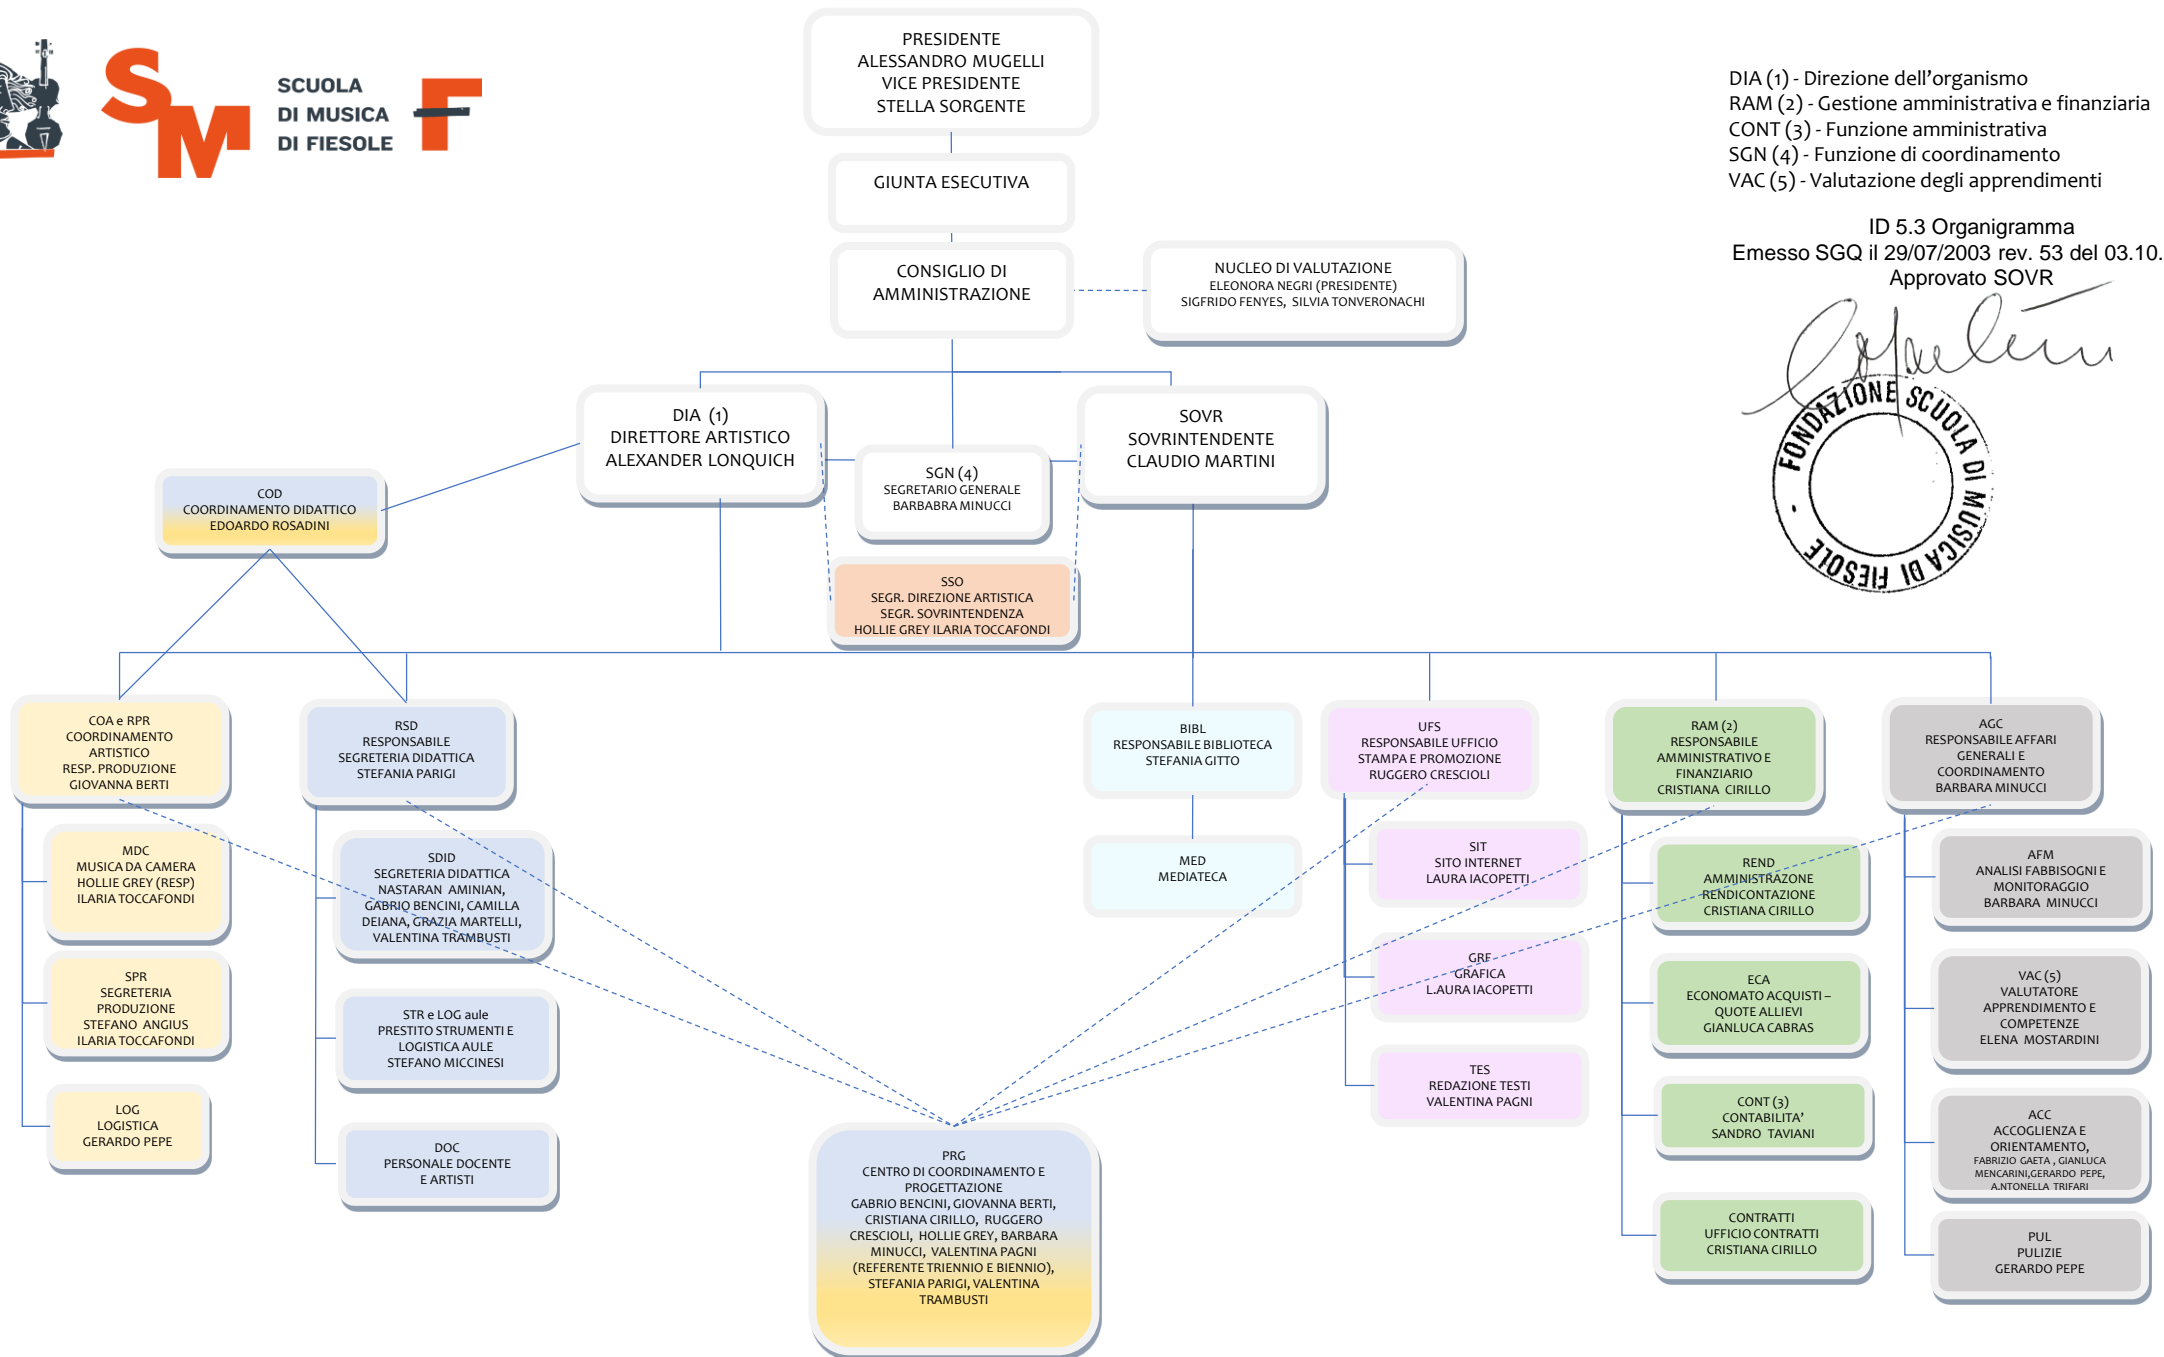 SM
SCUOLA
DI MUSICA
DI FIESOLE
F
PRESIDENTE
ALESSANDRO MUGELLI
VICE PRESIDENTE
STELLA SORGENTE
GIUNTA ESECUTIVA
CONSIGLIO DI
AMMINISTRAZIONE
NUCLEO DI VALUTAZIONE
ELEONORA NEGRI (PRESIDENTE)
SIGFRIDO FENYES, SILVIA TONVERONACHI
DIA (1) - Direzione dell'organismo
RAM (2) - Gestione amministrativa e finanziaria
CONT (3) - Funzione amministrativa
SGN (4) - Funzione di coordinamento
VAC (5) - Valutazione degli apprendimenti
ID 5.3 Organigramma
Emesso SGQ il 29/07/2003 rev. 53 del 03.10.
Approvato SOVR
FONDAZIONE SCUOLA DI MUSICA DI FIESOLE -
DIA (1)
DIRETTORE ARTISTICO
ALEXANDER LONQUICH
SGN (4)
SEGRETARIO GENERALE
BARBABRA MINUCCI
SOVR
SOVRINTENDENTE
CLAUDIO MARTINI
COD
COORDINAMENTO DIDATTICO
EDOARDO ROSADINI
SSO
SEGR. DIREZIONE ARTISTICA
SEGR. SOVRINTENDENZA
HOLLIE GREY ILARIA TOCCAFONDI
COA e RPR
COORDINAMENTO
ARTISTICO
RESP. PRODUZIONE
GIOVANNA BERTI
MDC
MUSICA DA CAMERA
HOLLIE GREY (RESP)
ILARIA TOCCAFONDI
SPR
SEGRETERIA
PRODUZIONE
STEFANO ANGIUS
ILARIA TOCCAFONDI
LOG
LOGISTICA
GERARDO PEPE
RSD
RESPONSABILE
SEGRETERIA DIDATTICA
STEFANIA PARIGI
SDID
SEGRETERIA DIDATTICA
NASTARAN AMINIAN,
GABRIO BENCINI, CAMILLA
DEIANA, GRAZIA MARTELLI,
VALENTINA TRAMBUSTI
STR e LOG aule
PRESTITO STRUMENTI E
LOGISTICA AULE
STEFANO MICCINESI
DOC
PERSONALE DOCENTE
E ARTISTI
PRG
CENTRO DI COORDINAMENTO E
PROGETTAZIONE
GABRIO BENCINI, GIOVANNA BERTI,
CRISTIANA CIRILLO, RUGGERO
CRESCIOLI, HOLLIE GREY, BARBARA
MINUCCI, VALENTINA PAGNI
(REFERENTE TRIENNIO E BIENNIO),
STEFANIA PARIGI, VALENTINA
TRAMBUSTI
BIBL
RESPONSABILE BIBLIOTECA
STEFANIA GITTO
MED
MEDIATECA
UFS
RESPONSABILE UFFICIO
STAMPA E PROMOZIONE
RUGGERO CRESCIOLI
SIT
SITO INTERNET
LAURA IACOPETTI
GRF
GRAFICA
L.AURA IACOPETTI
TES
REDAZIONE TESTI
VALENTINA PAGNI
RAM (2)
RESPONSABILE
AMMINISTRATIVO E
FINANZIARIO
CRISTIANA CIRILLO
REND
AMMINISTRAZONE
RENDICONTAZIONE
CRISTIANA CIRILLO
ECA
ECONOMATO ACQUISTI –
QUOTE ALLIEVI
GIANLUCA CABRAS
CONT (3)
CONTABILITA'
SANDRO TAVIANI
CONTRATTI
UFFICIO CONTRATTI
CRISTIANA CIRILLO
AGC
RESPONSABILE AFFARI
GENERALI E
COORDINAMENTO
BARBARA MINUCCI
AFM
ANALISI FABBISOGNI E
MONITORAGGIO
BARBARA MINUCCI
VAC (5)
VALUTATORE
APPRENDIMENTO E
COMPETENZE
ELENA MOSTARDINI
ACC
ACCOGLIENZA E
ORIENTAMENTO,
FABRIZIO GAETA , GIANLUCA
MENCARINI,GERARDO PEPE,
A.NTONELLA TRIFARI
PUL
PULIZIE
GERARDO PEPE